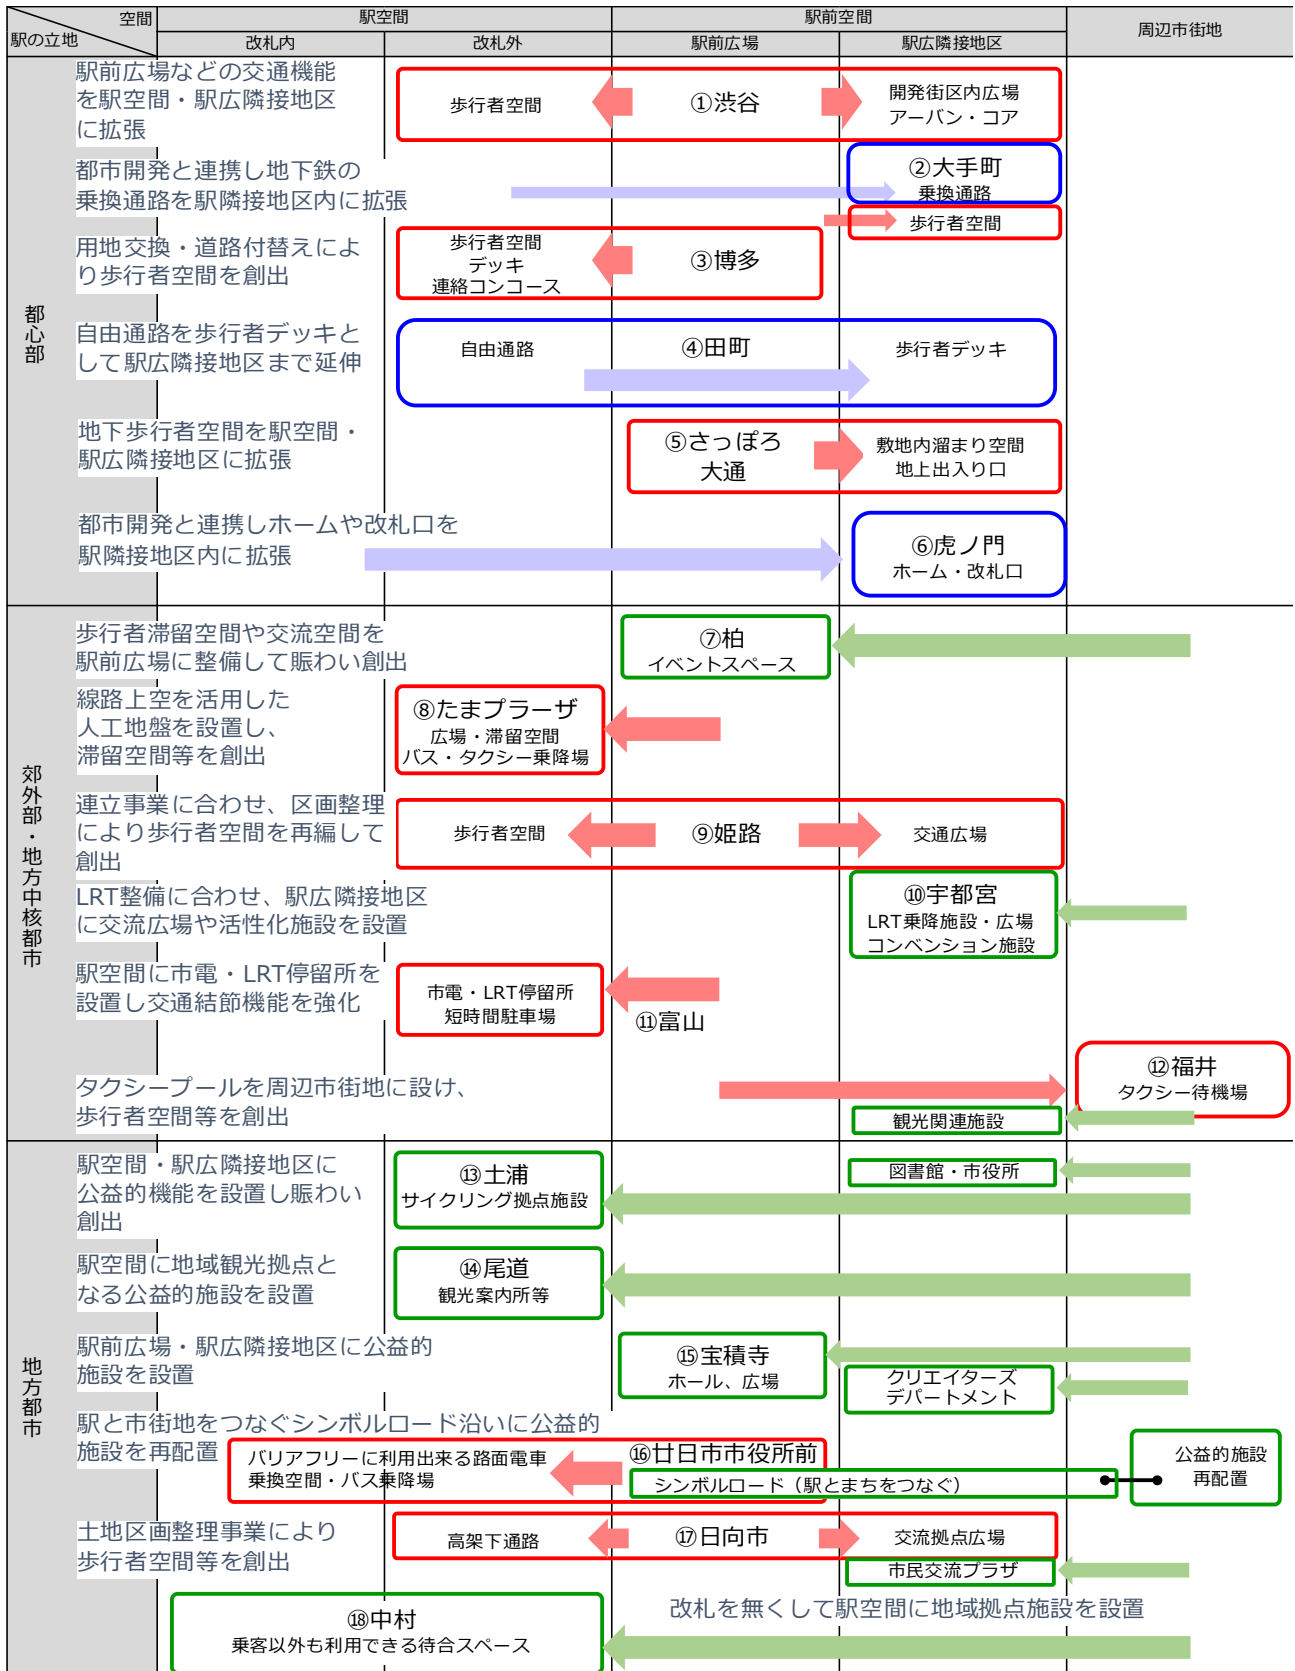 空間
駅の立地
駅空間
駅前空間
周辺市街地
改札内
改札外
駅前広場
駅広隣接地区
都心部
駅前広場などの交通機能
を駅空間・駅広隣接地区
に拡張
歩行者空間
①渋谷
開発街区内広場
アーバン・コア
都市開発と連携し地下鉄の
乗換通路を駅隣接地区内に拡張
②大手町
乗換通路
歩行者空間
用地交換・道路付替えによ
り歩行者空間を創出
歩行者空間
デッキ
連絡コンコース
③博多
自由通路を歩行者デッキと
して駅広隣接地区まで延伸
自由通路
④田町
歩行者デッキ
地下歩行者空間を駅空間・
駅広隣接地区に拡張
⑤さっぽろ
大通
敷地内溜まり空間
地上出入り口
都市開発と連携しホームや改札口を
駅隣接地区内に拡張
⑥虎ノ門
ホーム・改札口
郊外部・地方中核都市
歩行者滞留空間や交流空間を
駅前広場に整備して賑わい創出
⑦柏
イベントスペース
線路上空を活用した
人工地盤を設置し、
滞留空間等を創出
⑧たまプラーザ
広場・滞留空間
バス・タクシー乗降場
連立事業に合わせ、区画整理
により歩行者空間を再編して
創出
歩行者空間
⑨姫路
交通広場
LRT整備に合わせ、駅広隣接地区
に交流広場や活性化施設を設置
⑩宇都宮
LRT乗降施設・広場
コンベンション施設
駅空間に市電・LRT停留所を
設置し交通結節機能を強化
市電・LRT停留所
短時間駐車場
⑪富山
タクシープールを周辺市街地に設け、
歩行者空間等を創出
⑫福井
タクシー待機場
観光関連施設
地方都市
駅空間・駅広隣接地区に
公益的機能を設置し賑わい
創出
⑬土浦
サイクリング拠点施設
図書館・市役所
駅空間に地域観光拠点と
なる公益的施設を設置
⑭尾道
観光案内所等
駅前広場・駅広隣接地区に公益的
施設を設置
⑮宝積寺
ホール、広場
クリエイターズ
デパートメント
駅と市街地をつなぐシンボルロード沿いに公益的
施設を再配置
バリアフリーに利用出来る路面電車
乗換空間・バス乗降場
⑯廿日市市役所前
シンボルロード（駅とまちをつなぐ）
公益的施設
再配置
土地区画整理事業により
歩行者空間等を創出
高架下通路
⑰日向市
交流拠点広場
市民交流プラザ
⑱中村
乗客以外も利用できる待合スペース
改札を無くして駅空間に地域拠点施設を設置